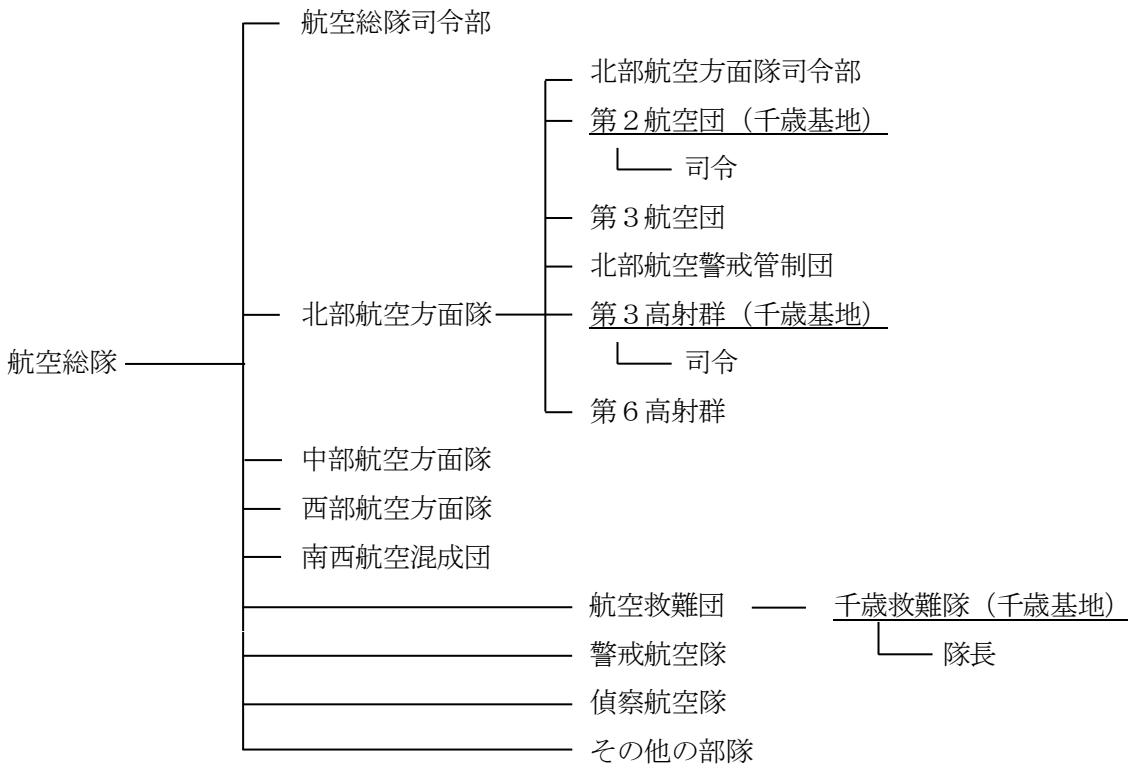 航空総隊司令部
北部航空方面隊司令部
第２航空団（千歳基地）
司令
第３航空団
北部航空警戒管制団
北部航空方面隊
第３高射群（千歳基地）
航空総隊
司令
第６高射群
中部航空方面隊
西部航空方面隊
南西航空混成団
航空救難団
千歳救難隊（千歳基地）
警戒航空隊
隊長
偵察航空隊
その他の部隊